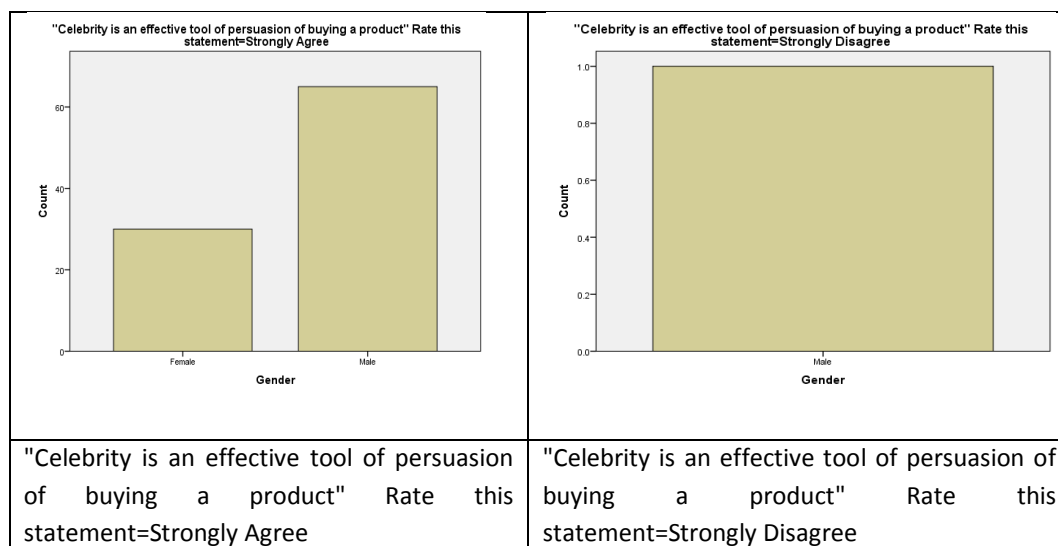 "Celebrity is an effective tool of persuasion of buying a product" Rate this
statement=Strongly Agree
60
40
20
0
Count
Female
Male
Gender
"Celebrity is an effective tool of persuasion of buying a product" Rate this
statement=Strongly Disagree
1.0
0.8
0.6
0.4
0.2
0.0
Count
Male
Gender
"Celebrity is an effective tool of persuasion
of buying a product" Rate this
statement=Strongly Agree
"Celebrity is an effective tool of persuasion of
buying a product" Rate this
statement=Strongly Disagree